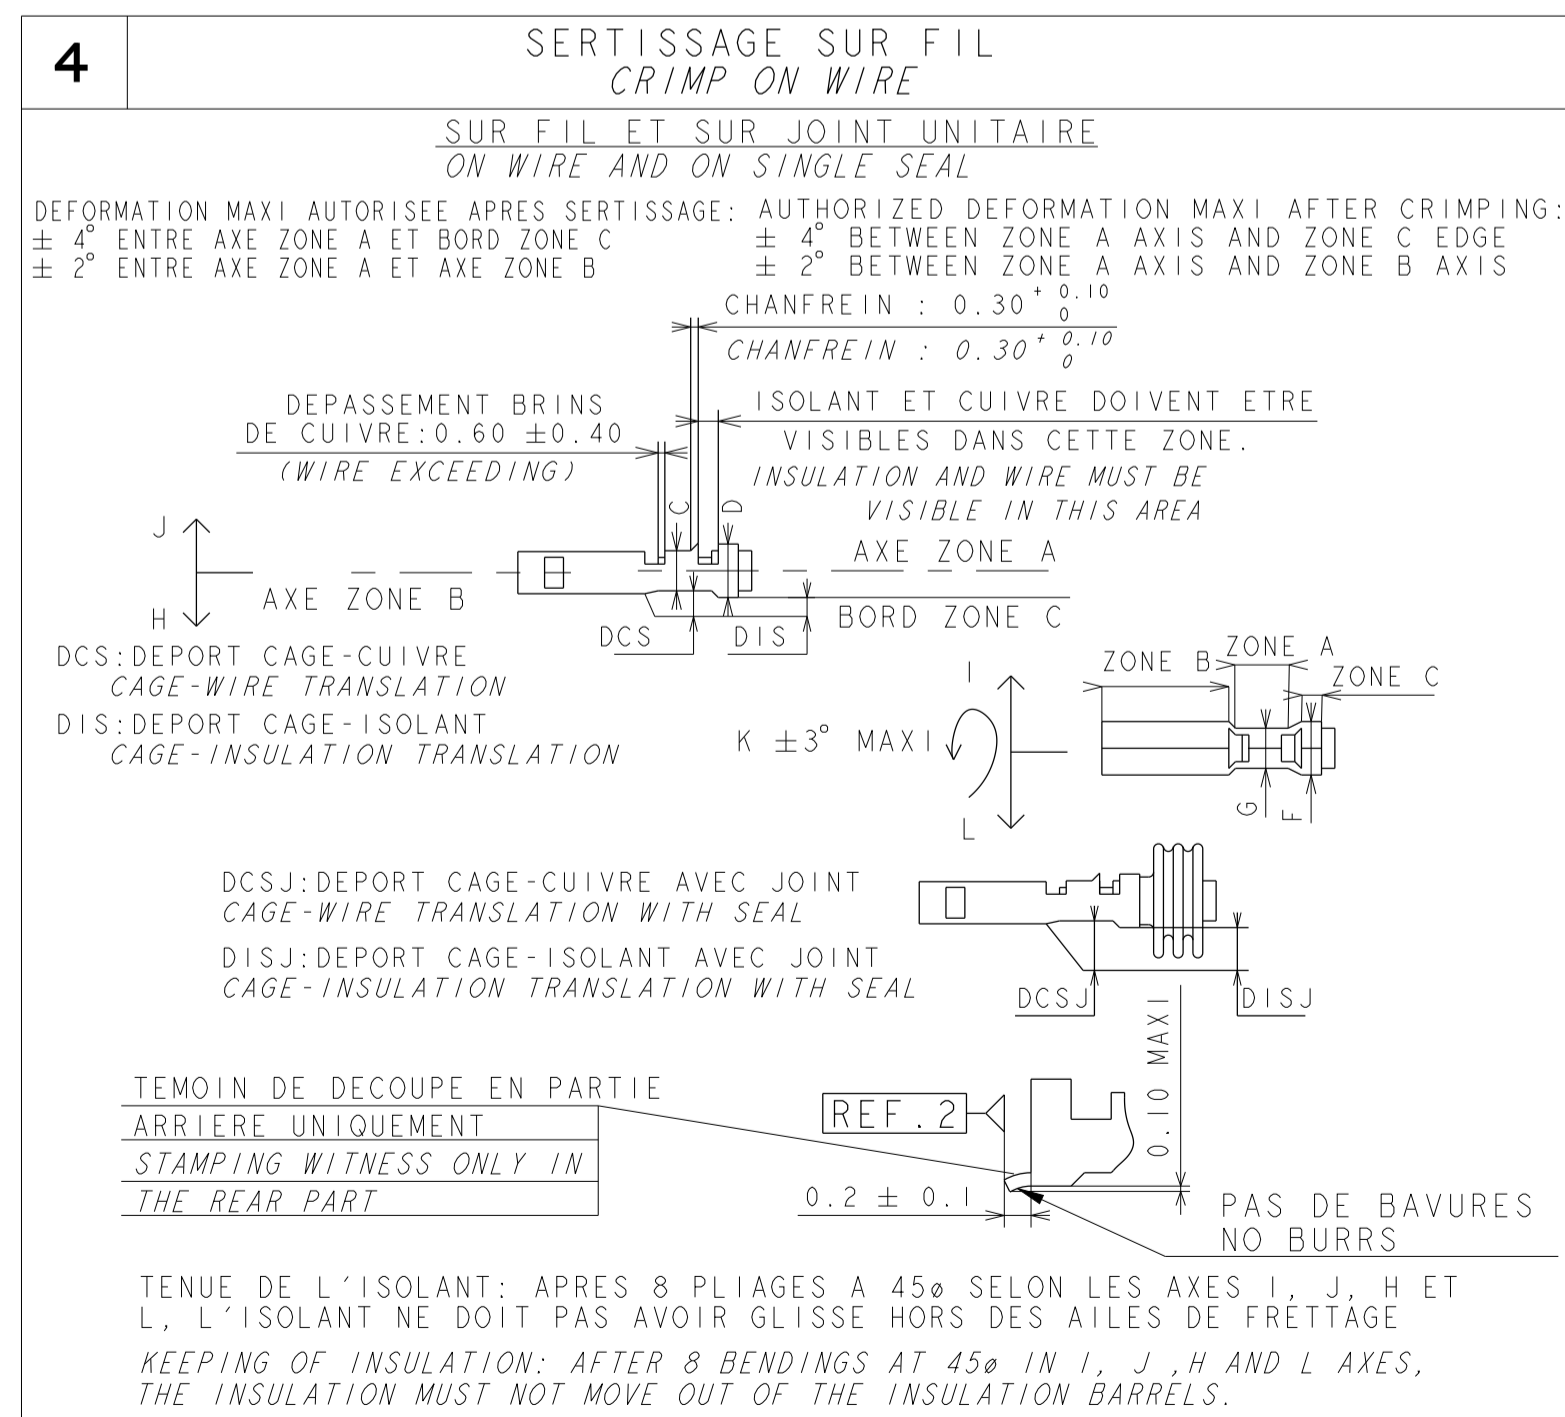 4
SERTISSAGE SUR FIL
CRIMP ON WIRE
SUR FIL ET SUR JOINT UNITAIRE
ON WIRE AND ON SINGLE SEAL
DEFORMATION MAXI AUTORISEE APRES SERTISSAGE:
± 4° ENTRE AXE ZONE A ET BORD ZONE C
± 2° ENTRE AXE ZONE A ET AXE ZONE B
AUTHORIZED DEFORMATION MAXI AFTER CRIMPING:
± 4° BETWEEN ZONE A AXIS AND ZONE C EDGE
± 2° BETWEEN ZONE A AXIS AND ZONE B AXIS
CHANFREIN : 0.30 + 0.10 0
CHANFREIN : 0.30 + 0.10 0
DEPASSEMENT BRINS
DE CUIVRE:0.60 ±0.40
(WIRE EXCEEDING)
ISOLANT ET CUIVRE DOIVENT ETRE
VISIBLES DANS CETTE ZONE.
INSULATION AND WIRE MUST BE
VISIBLE IN THIS AREA
C
D
J
H
AXE ZONE B
AXE ZONE A
BORD ZONE C
DCS
DIS
DCS:DEPORT CAGE-CUIVRE
CAGE-WIRE TRANSLATION
DIS:DEPORT CAGE-ISOLANT
CAGE-INSULATION TRANSLATION
ZONE B
ZONE A
ZONE C
I
K ±3° MAXI
L
G
F
DCSJ:DEPORT CAGE-CUIVRE AVEC JOINT
CAGE-WIRE TRANSLATION WITH SEAL
DISJ:DEPORT CAGE-ISOLANT AVEC JOINT
CAGE-INSULATION TRANSLATION WITH SEAL
DCSJ
DISJ
TEMOIN DE DECOUPE EN PARTIE
ARRIERE UNIQUEMENT
STAMPING WITNESS ONLY IN
THE REAR PART
REF.2
0.10 MAXI
0.2 ± 0.1
PAS DE BAVURES
NO BURRS
TENUE DE L'ISOLANT: APRES 8 PLIAGES A 45ø SELON LES AXES I, J, H ET
L, L'ISOLANT NE DOIT PAS AVOIR GLISSE HORS DES AILES DE FRETTAGE
KEEPING OF INSULATION: AFTER 8 BENDINGS AT 45ø IN I, J ,H AND L AXES,
THE INSULATION MUST NOT MOVE OUT OF THE INSULATION BARRELS.